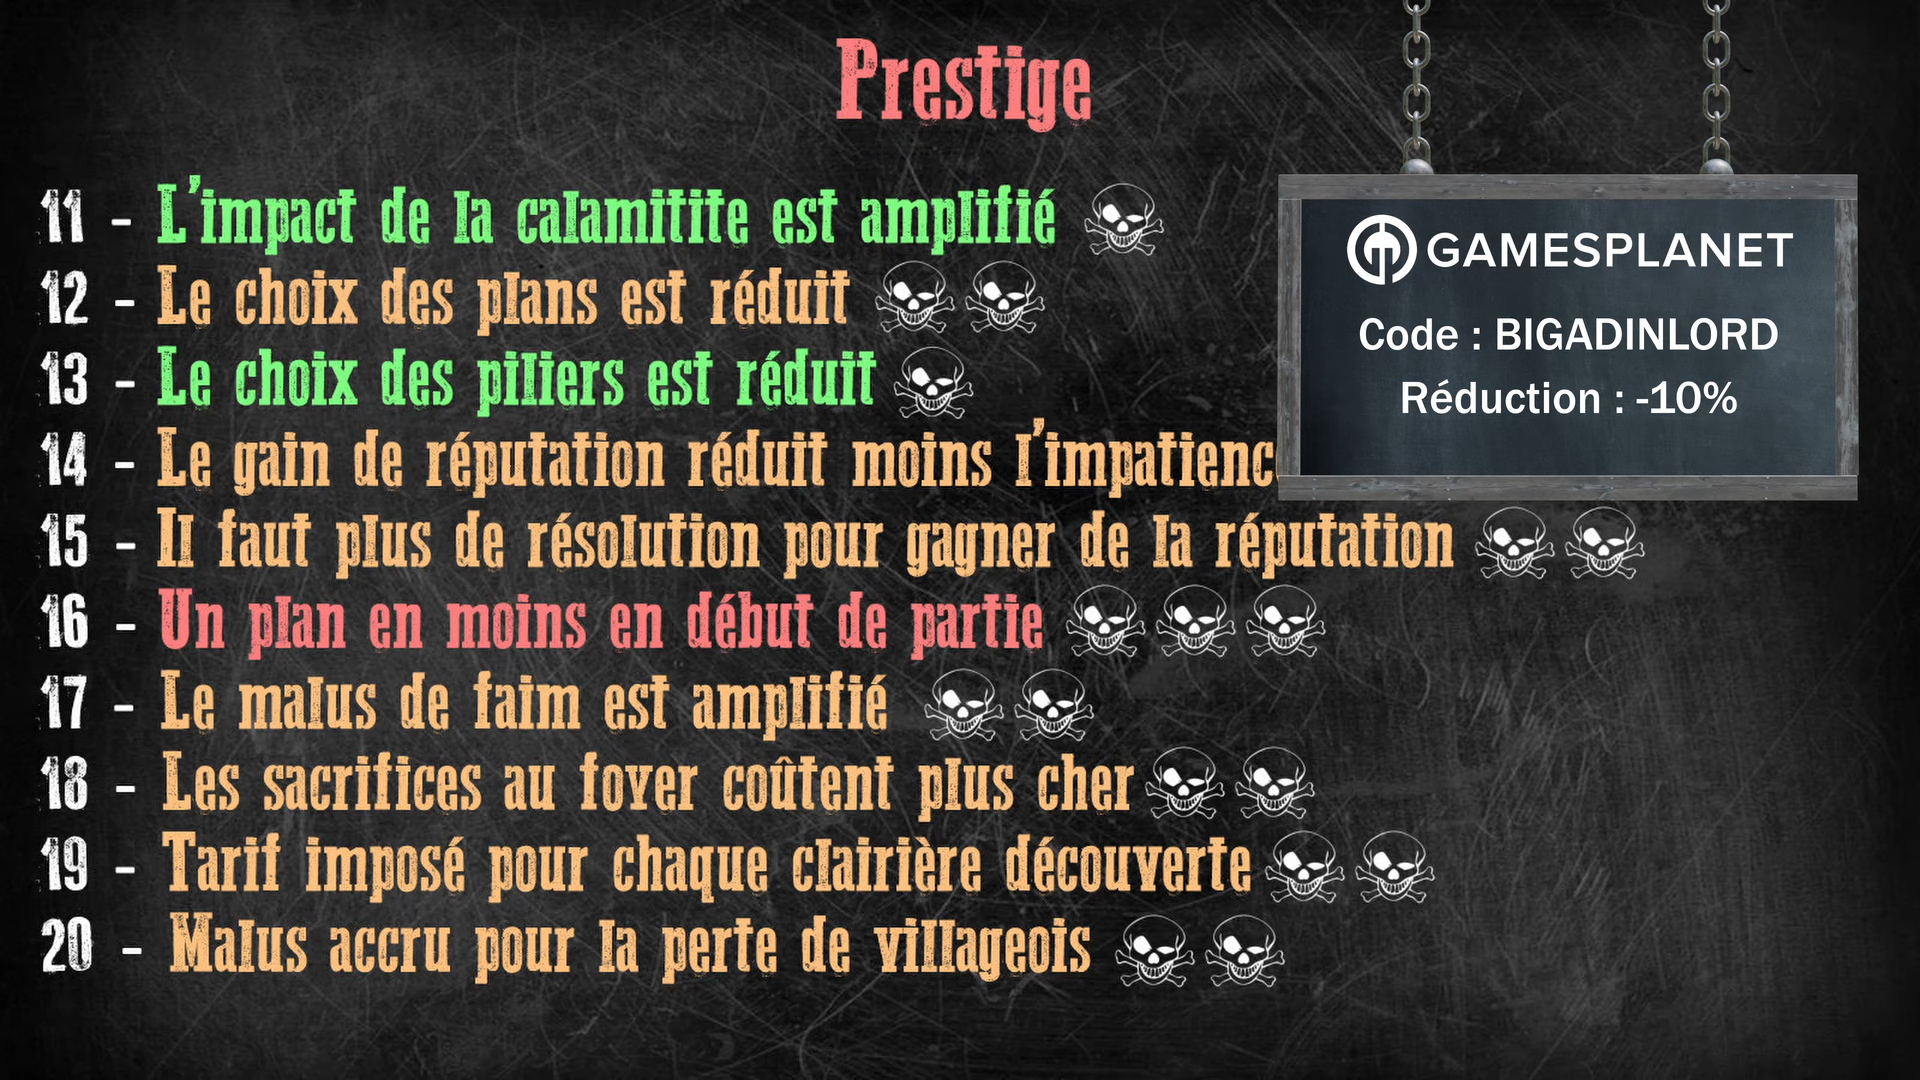 Prestige
11 - L'impact de la calamitite est amplifié
12 - Le choix des plans est réduit
13 - Le choix des piliers est réduit
14 - Le gain de réputation réduit moins l'impatienc
15 - Il faut plus de résolution pour gagner de la réputation
16 - Un plan en moins en début de partie
17 - Le malus de faim est amplifié
18 - Les sacrifices au foyer coûtent plus cher
19 - Tarif imposé pour chaque clairière découverte
20 - Malus accru pour la perte de villageois
GAMESPLANET
Code : BIGADINLORD
Réduction : -10%